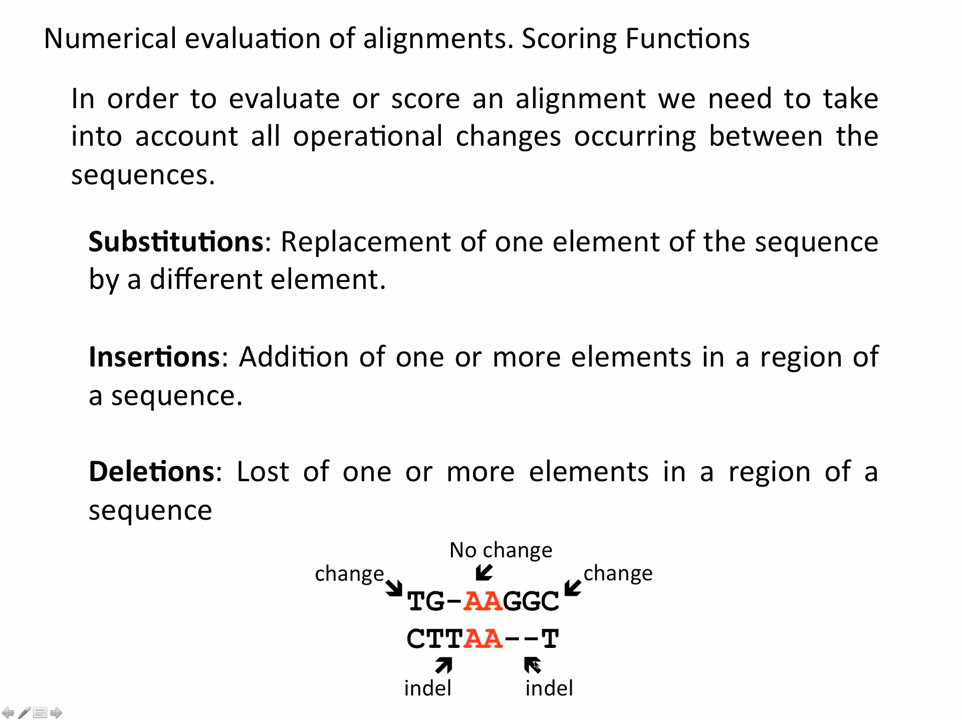 Numerical evaluation of alignments. Scoring Functions
In order to evaluate or score an alignment we need to take
into account all operational changes occurring between the
sequences.
Substitutions: Replacement of one element of the sequence
by a different element.
Insertions: Addition of one or more elements in a region of
a sequence.
Deletions: Lost of one or more elements in a region of a
sequence
No change
change change
TG-AAGGC
CTTAA--T
indel indel